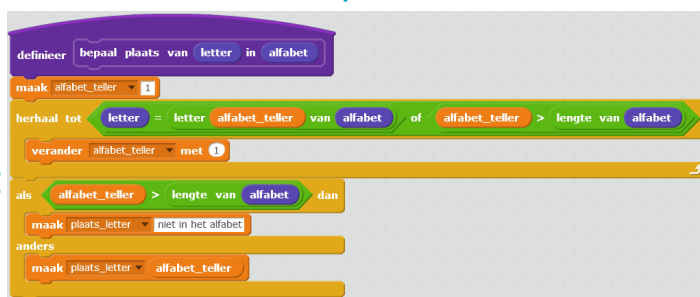 definieer bepaal plaats van letter in alfabet
maak alfabet_teller 1
herhaal tot letter = letter alfabet_teller van alfabet of alfabet_teller > lengte van alfabet
verander alfabet_teller met 1
als alfabet_teller > lengte van alfabet dan
maak plaats_letter niet in het alfabet
anders
maak plaats_letter alfabet_teller